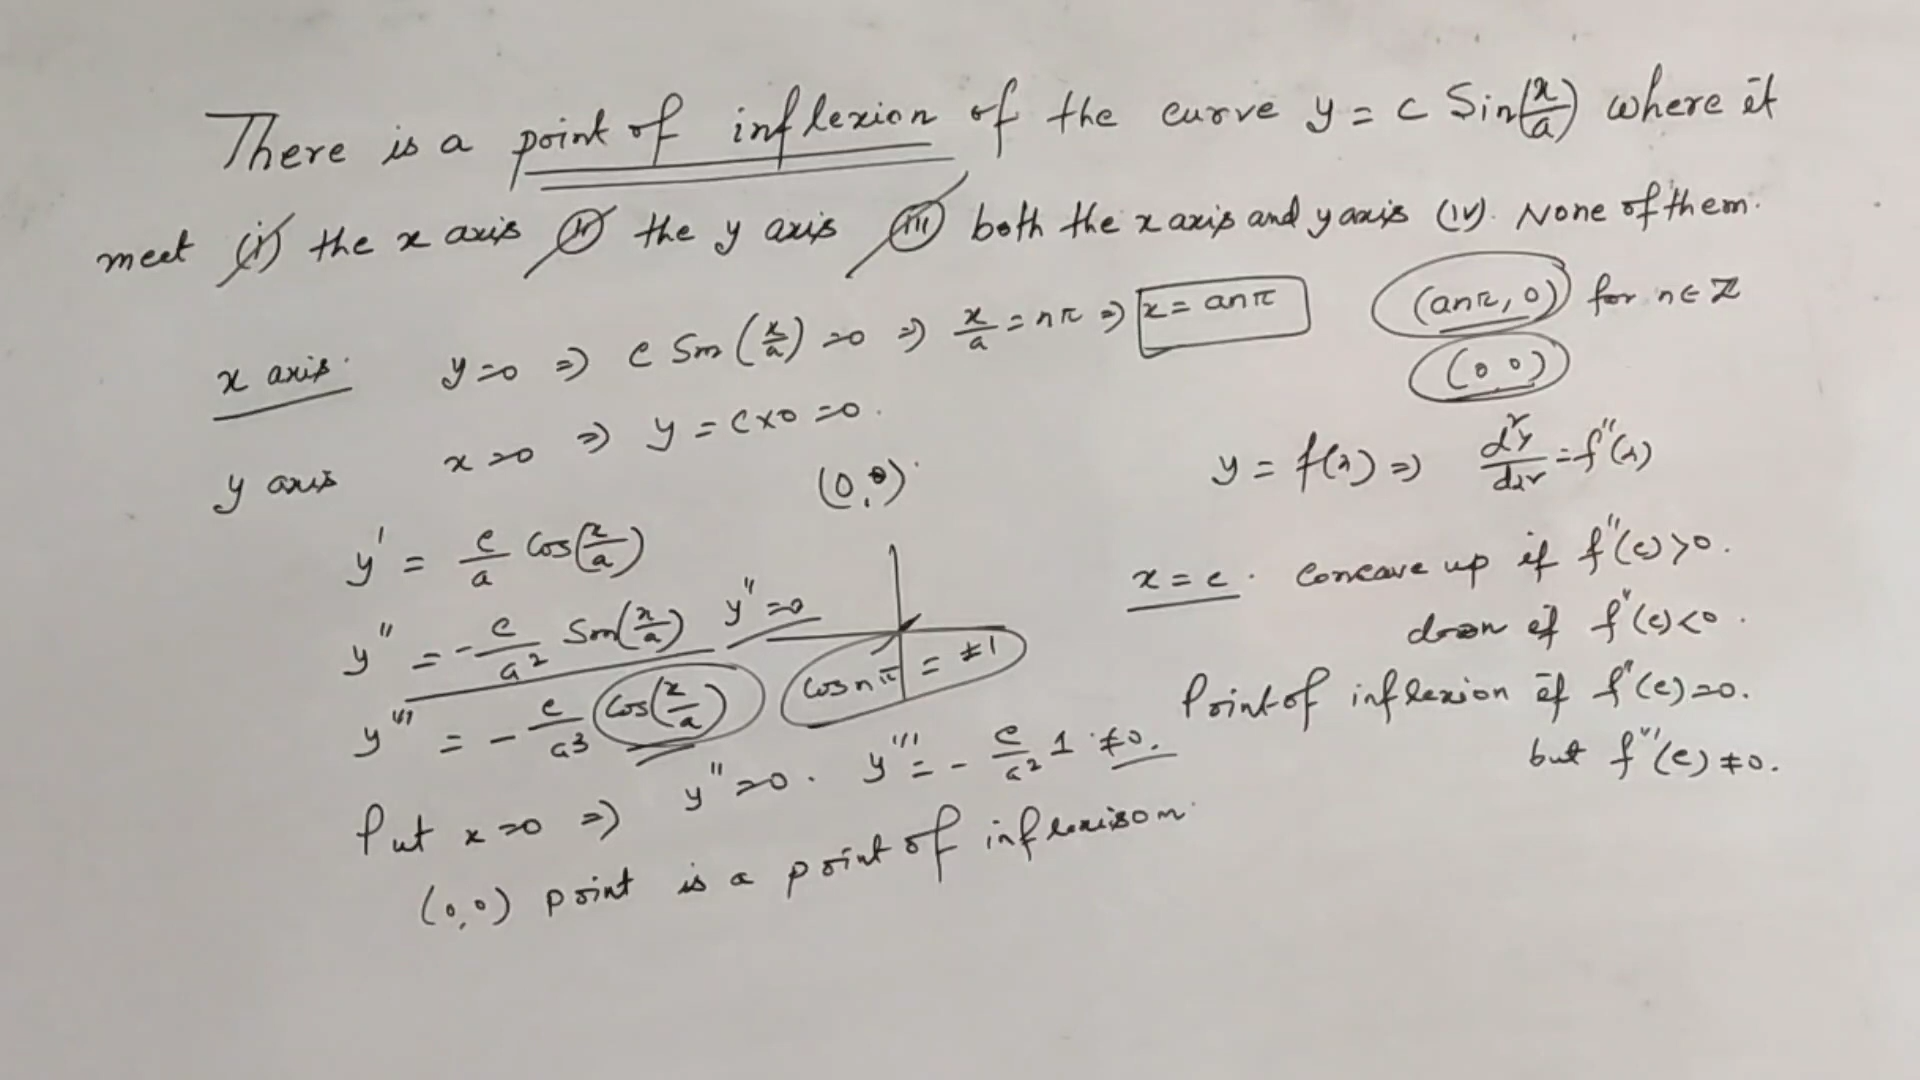 There is a point of inflexion of the curve y = c Sin(x/a) where it
meet (i) the x axis (ii) the y axis (iii) both the x axis and y axis (iv). None of them.
x axis. y=0 => c Sin (x/a) =0 => x/a = nπ => x = anπ (anπ, 0) for n∈Z
(0,0)
y axis x=0 => y = c×0 =0.
(0,0).
y = f(x) => d²y/dx² = f''(x)
y' = c/a Cos(x/a)
x = c. Concave up if f''(c)>0.
y'' = -c/a² Sin(x/a) y''=0
down if f''(c)<0.
y''' = -c/a³ Cos(x/a) Cos nπ = ±1
Point of inflexion if f''(c)=0.
but f'''(c) ≠0.
Put x=0 => y''=0. y''' = - c/a² 1 ≠0.
(0,0) point is a point of inflexison.